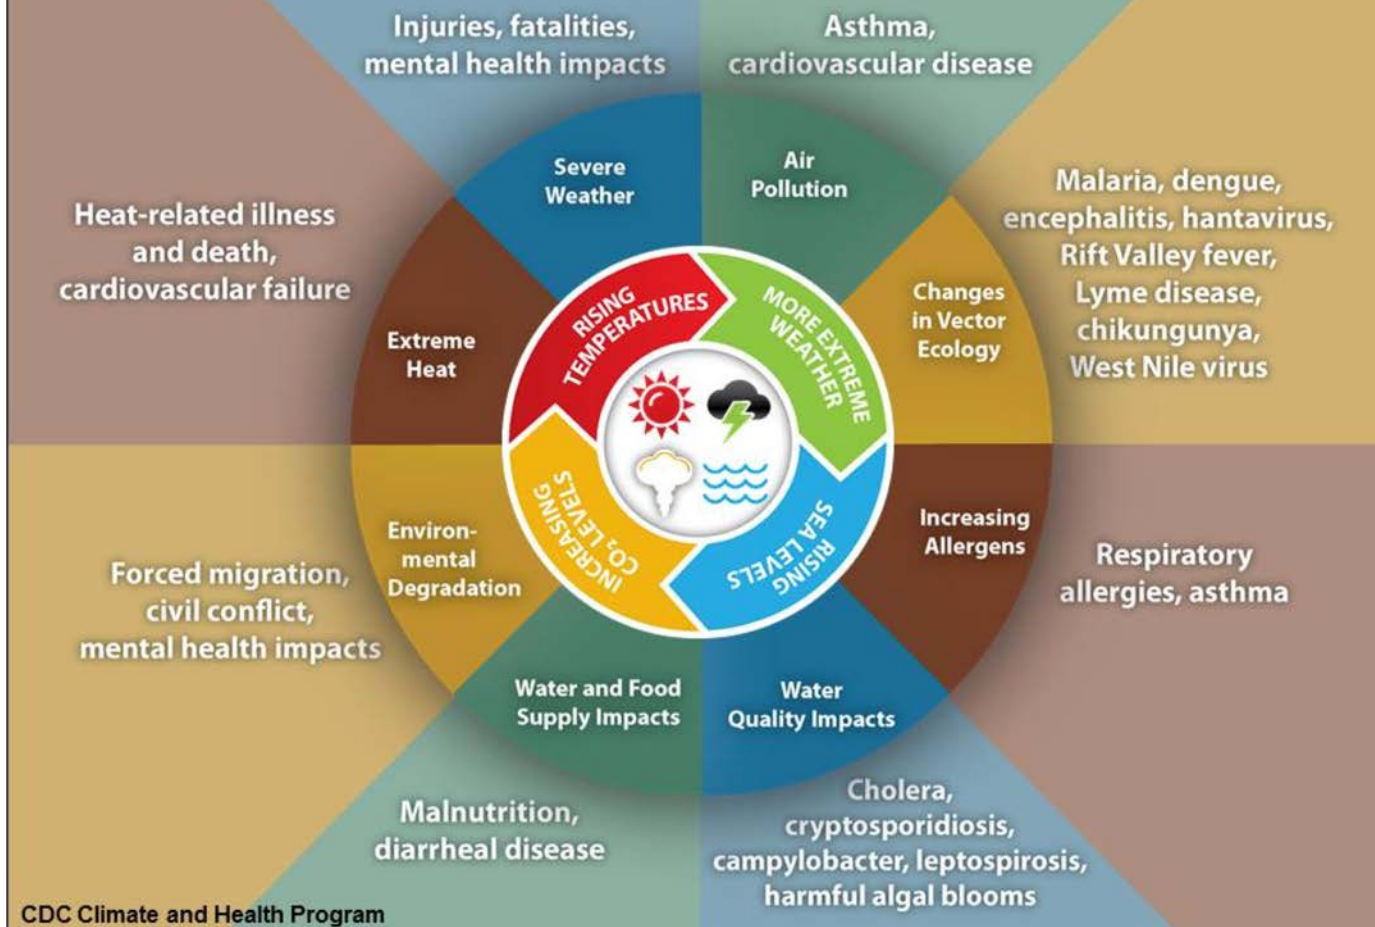 Injuries, fatalities,
mental health impacts
Asthma,
cardiovascular disease
Severe
Weather
Air
Pollution
Heat-related illness
and death,
cardiovascular failure
Malaria, dengue,
encephalitis, hantavirus,
Rift Valley fever,
Lyme disease,
chikungunya,
West Nile virus
Extreme
Heat
RISING
TEMPERATURES
MORE EXTREME
WEATHER
Changes
in Vector
Ecology
Environ-
mental
Degradation
INCREASING
CO₂ LEVELS
RISING
SEA LEVELS
Increasing
Allergens
Forced migration,
civil conflict,
mental health impacts
Respiratory
allergies, asthma
Water and Food
Supply Impacts
Water
Quality Impacts
Malnutrition,
diarrheal disease
Cholera,
cryptosporidiosis,
campylobacter, leptospirosis,
harmful algal blooms
CDC Climate and Health Program